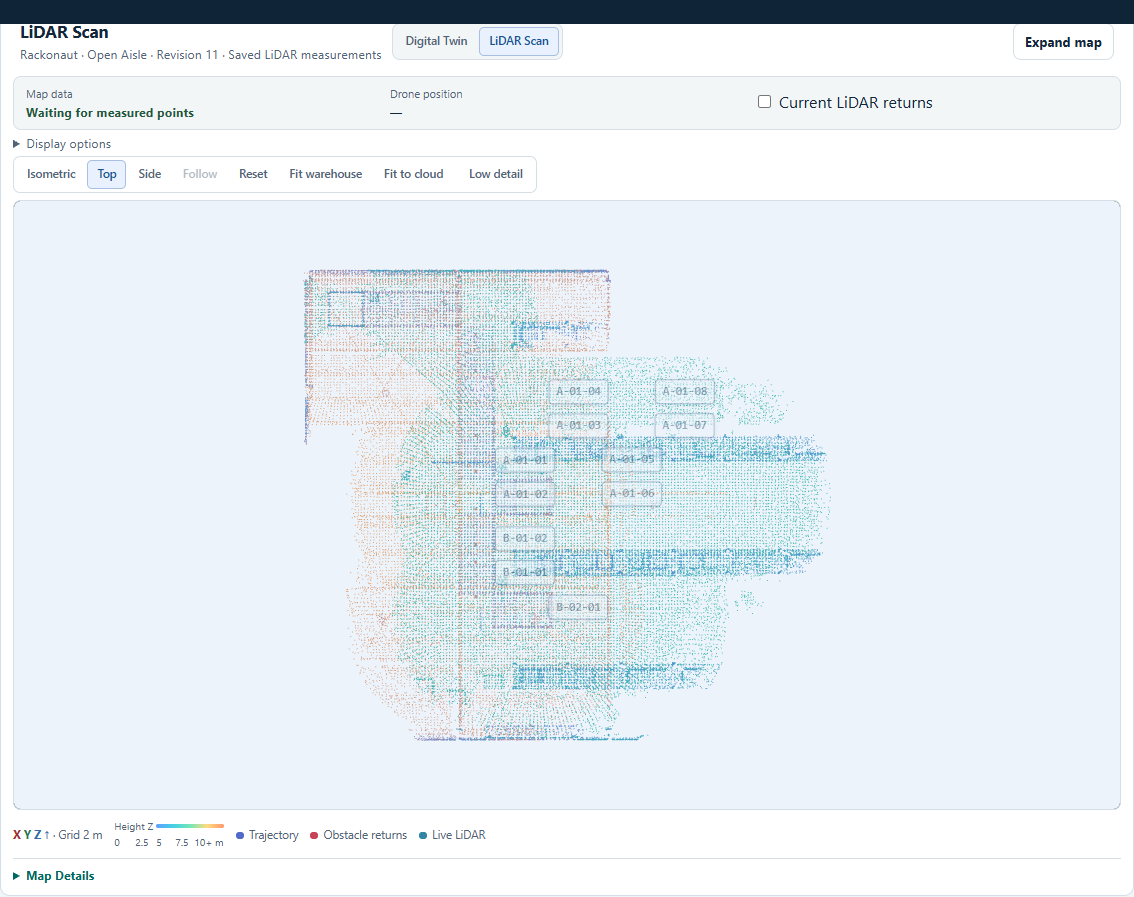 LiDAR Scan
Rackonaut · Open Aisle · Revision 11 · Saved LiDAR measurements
Digital Twin
LiDAR Scan
Expand map
Map data
Waiting for measured points
Drone position
—
Current LiDAR returns
▶ Display options
Isometric
Top
Side
Follow
Reset
Fit warehouse
Fit to cloud
Low detail
A-01-04
A-01-08
A-01-03
A-01-07
A-01-01
A-01-05
A-01-02
A-01-06
B-01-02
B-01-01
B-02-01
X Y Z ↑ · Grid 2 m
Height Z
0 2.5 5 7.5 10+ m
Trajectory
Obstacle returns
Live LiDAR
▶ Map Details